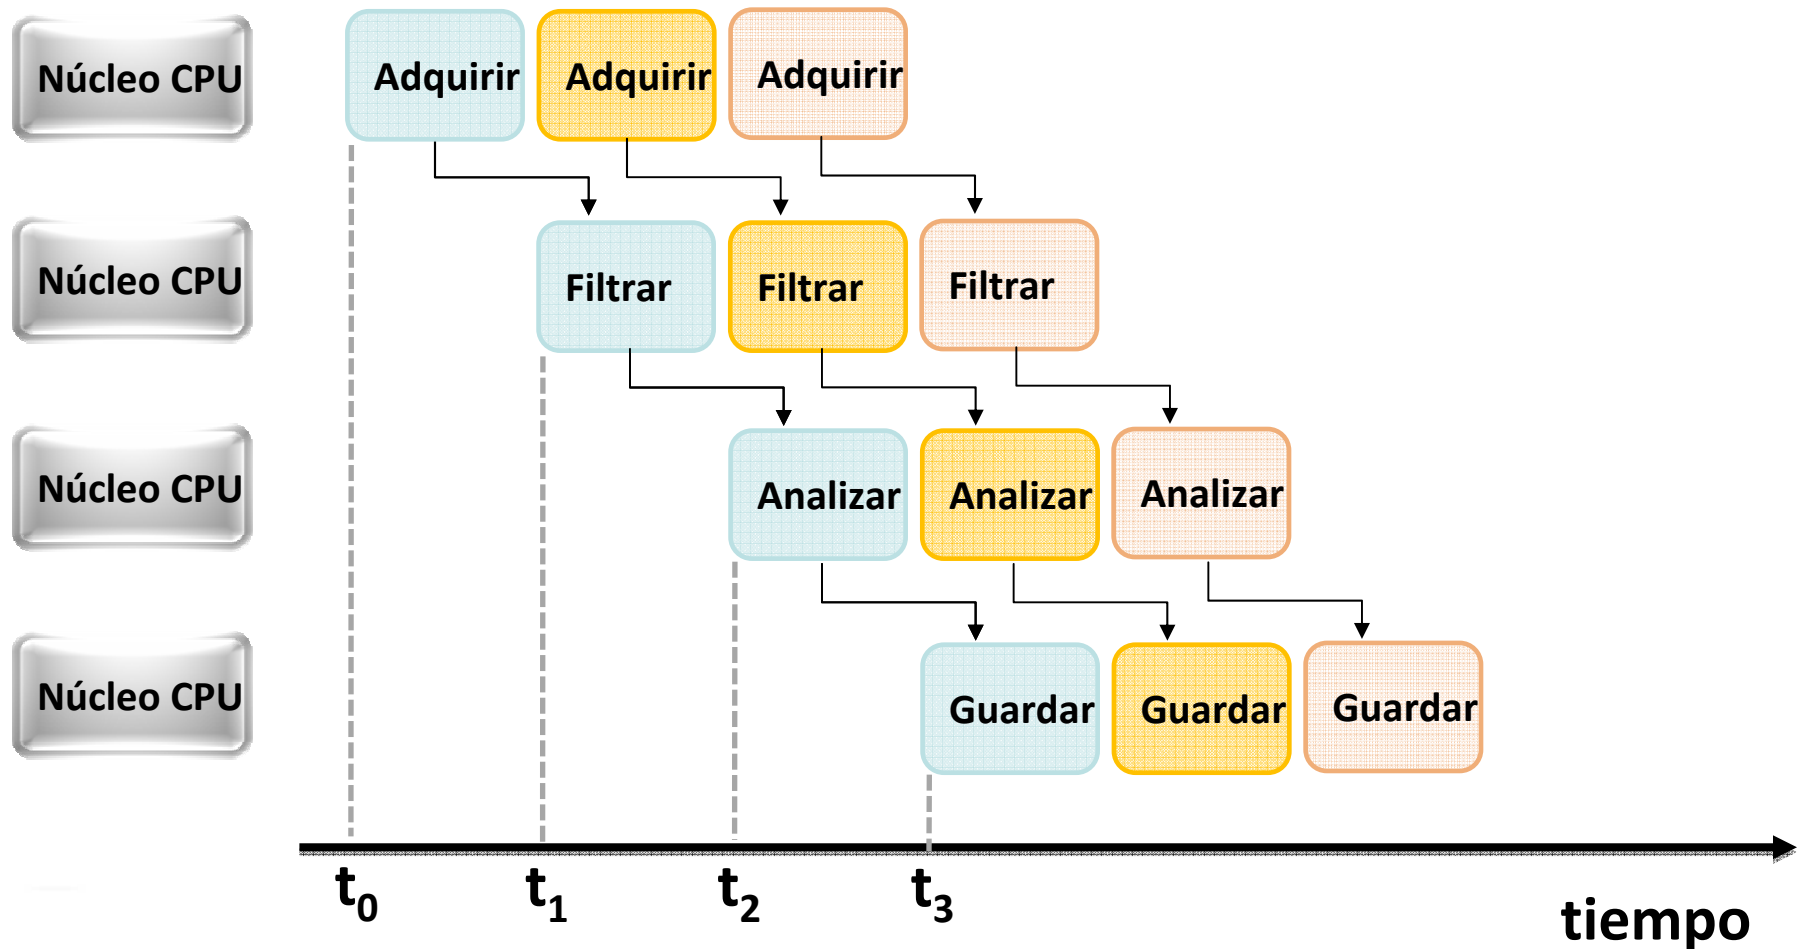 Núcleo CPU
Adquirir
Adquirir
Adquirir
Núcleo CPU
Filtrar
Filtrar
Filtrar
Núcleo CPU
Analizar
Analizar
Analizar
Núcleo CPU
Guardar
Guardar
Guardar
t₀
t₁
t₂
t₃
tiempo